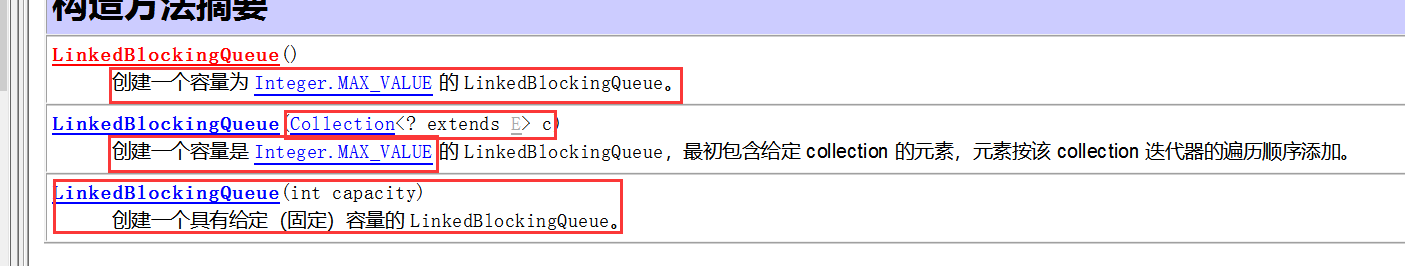 构造方法摘要
LinkedBlockingQueue()
创建一个容量为 Integer.MAX_VALUE 的 LinkedBlockingQueue。
LinkedBlockingQueue(Collection<? extends E> c)
创建一个容量是 Integer.MAX_VALUE 的 LinkedBlockingQueue，最初包含给定 collection 的元素，元素按该 collection 迭代器的遍历顺序添加。
LinkedBlockingQueue(int capacity)
创建一个具有给定（固定）容量的 LinkedBlockingQueue。